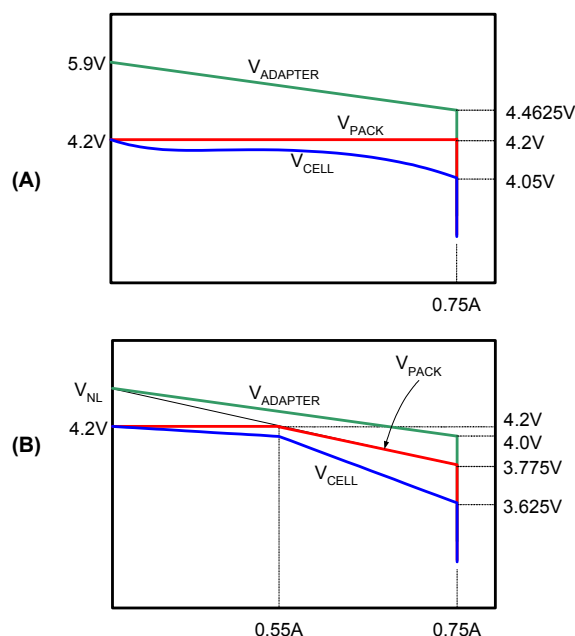 5.9V
V_ADAPTER
4.4625V
V_PACK
4.2V
4.2V
V_CELL
(A)
4.05V
0.75A
V_PACK
V_NL
V_ADAPTER
4.2V
4.2V
4.0V
(B)
3.775V
V_CELL
3.625V
0.55A
0.75A